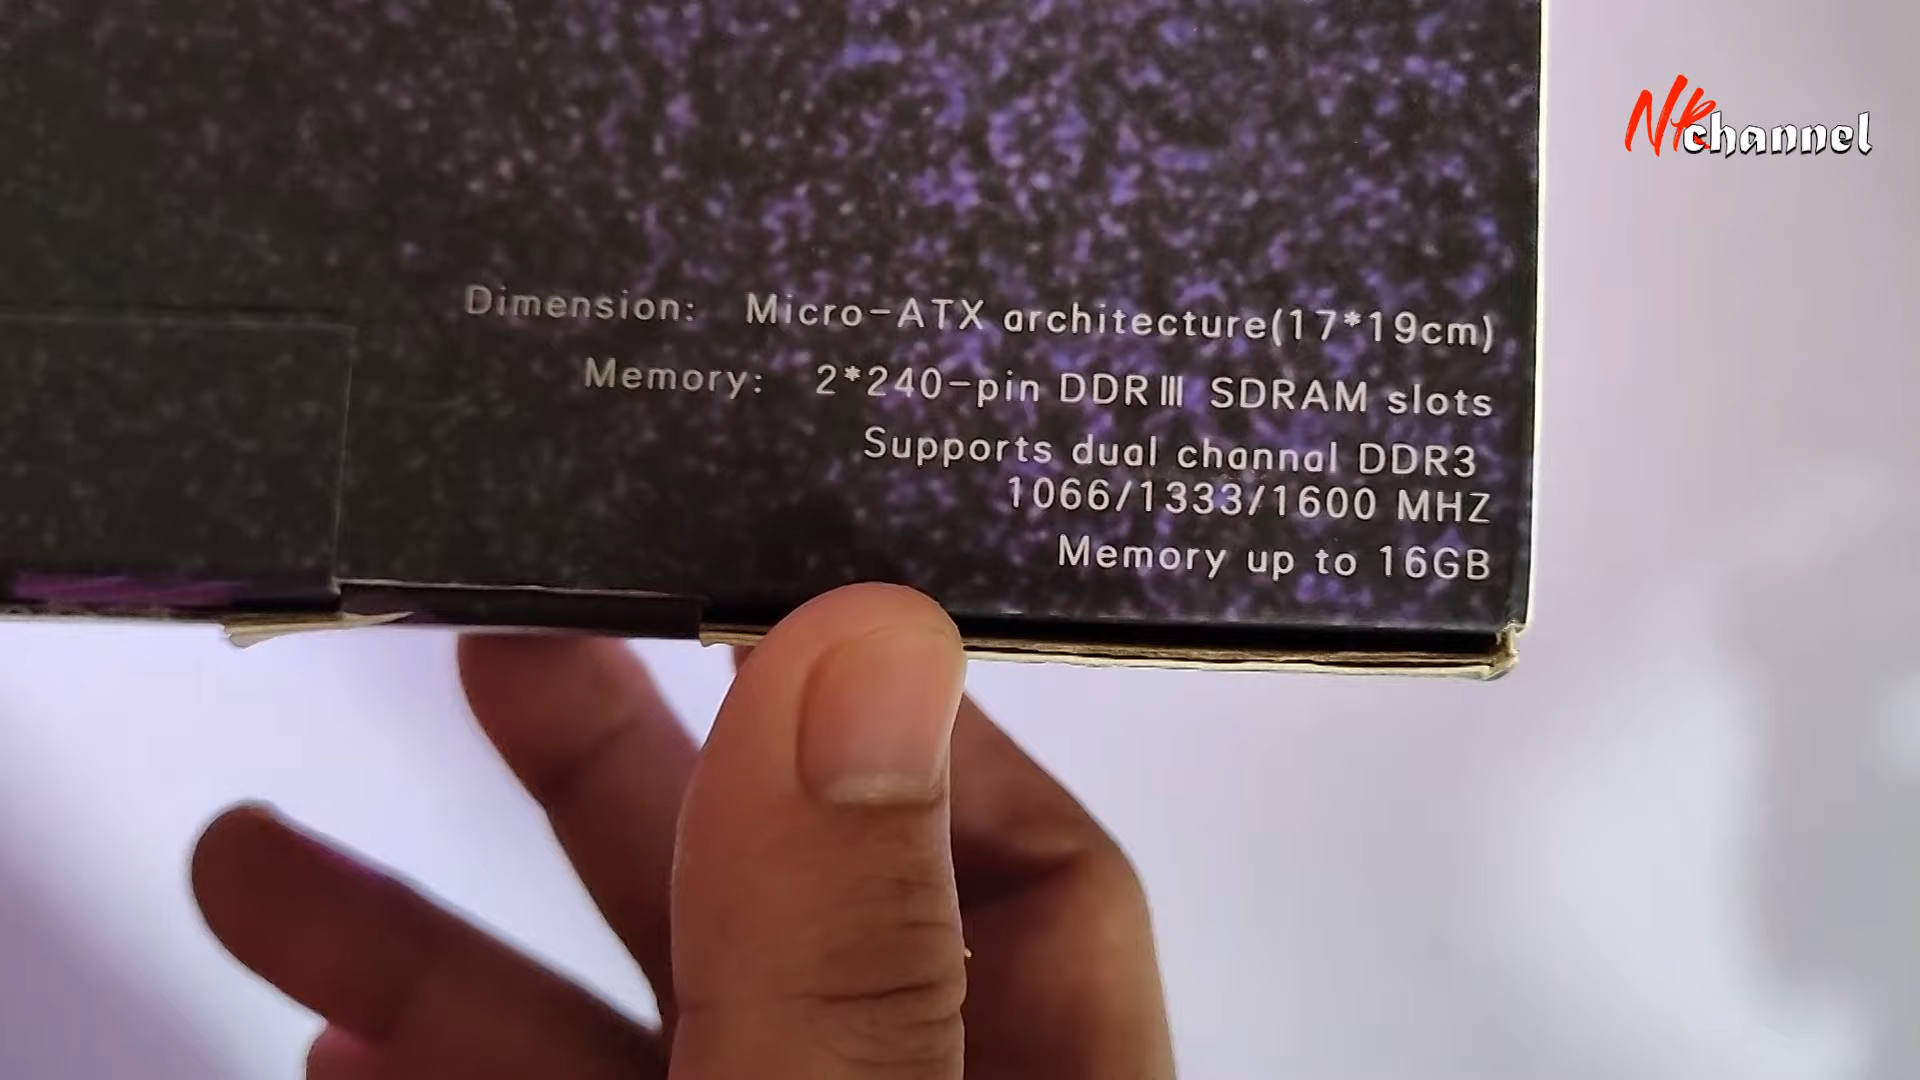 NKchannel
Dimension: Micro-ATX architecture(17*19cm)
Memory: 2*240-pin DDRIII SDRAM slots
Supports dual channal DDR3
1066/1333/1600 MHZ
Memory up to 16GB